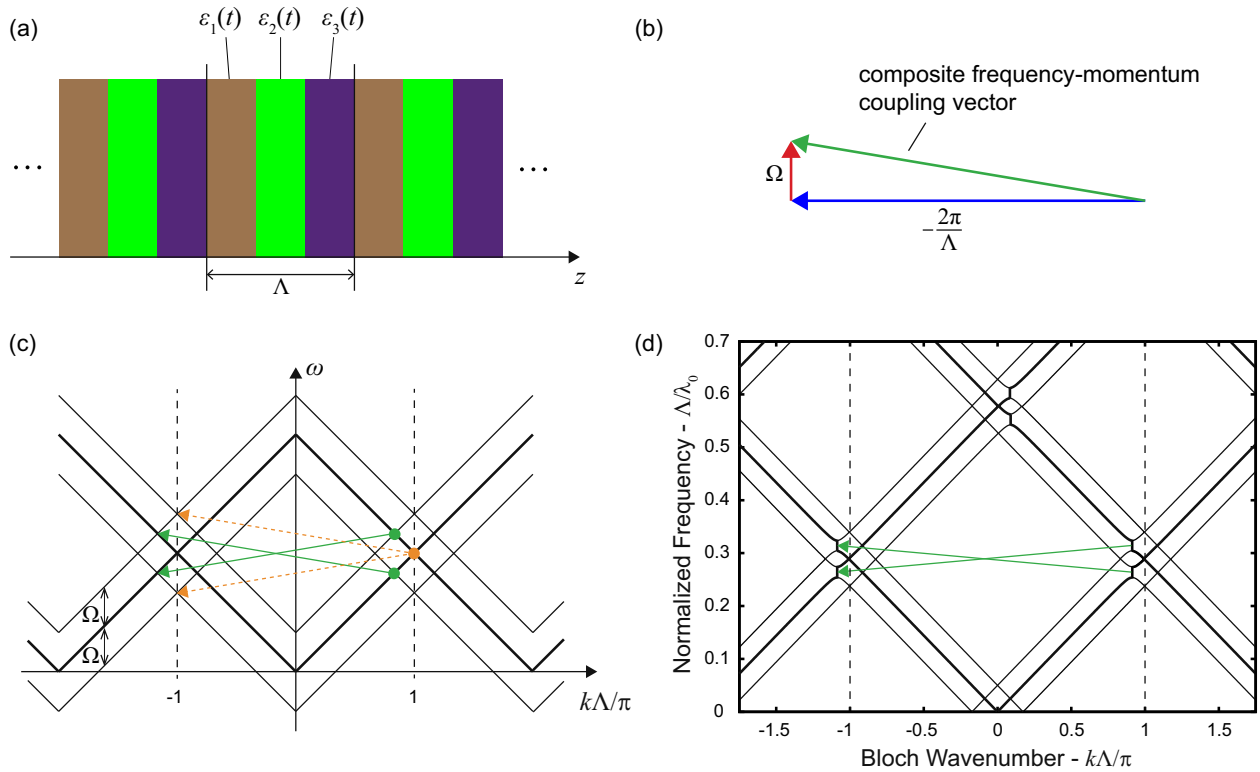 (a)
ε₁(t) ε₂(t) ε₃(t)
... ...
Λ
z
(b)
composite frequency-momentum
coupling vector
Ω
-2π/Λ
(c)
ω
Ω
Ω
-1 1 kΛ/π
(d)
Normalized Frequency - Λ/λ₀
0.7
0.6
0.5
0.4
0.3
0.2
0.1
0
-1.5 -1 -0.5 0 0.5 1 1.5
Bloch Wavenumber - kΛ/π